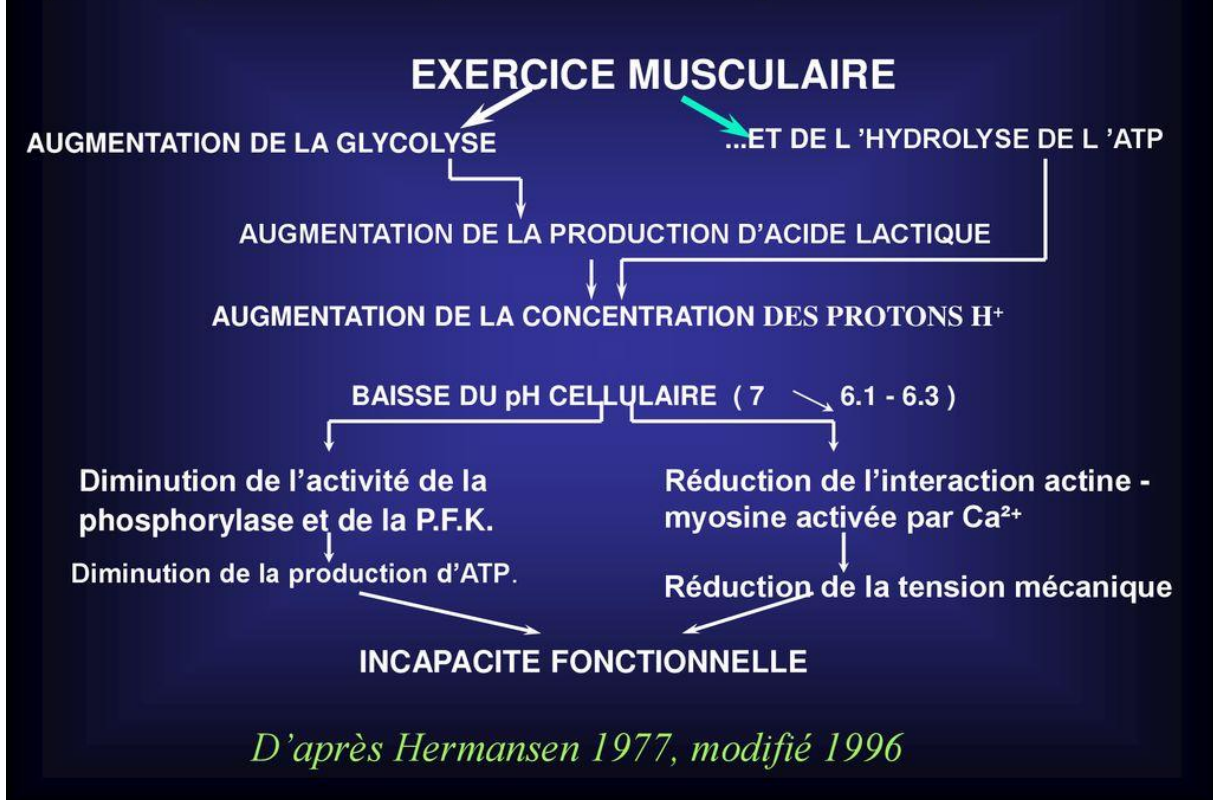 EXERCICE MUSCULAIRE
AUGMENTATION DE LA GLYCOLYSE
...ET DE L ’HYDROLYSE DE L ’ATP
AUGMENTATION DE LA PRODUCTION D’ACIDE LACTIQUE
AUGMENTATION DE LA CONCENTRATION DES PROTONS H⁺
BAISSE DU pH CELLULAIRE ( 7 6.1 - 6.3 )
Diminution de l’activité de la
phosphorylase et de la P.F.K.
Réduction de l’interaction actine -
myosine activée par Ca²⁺
Diminution de la production d’ATP.
Réduction de la tension mécanique
INCAPACITE FONCTIONNELLE
D’après Hermansen 1977, modifié 1996